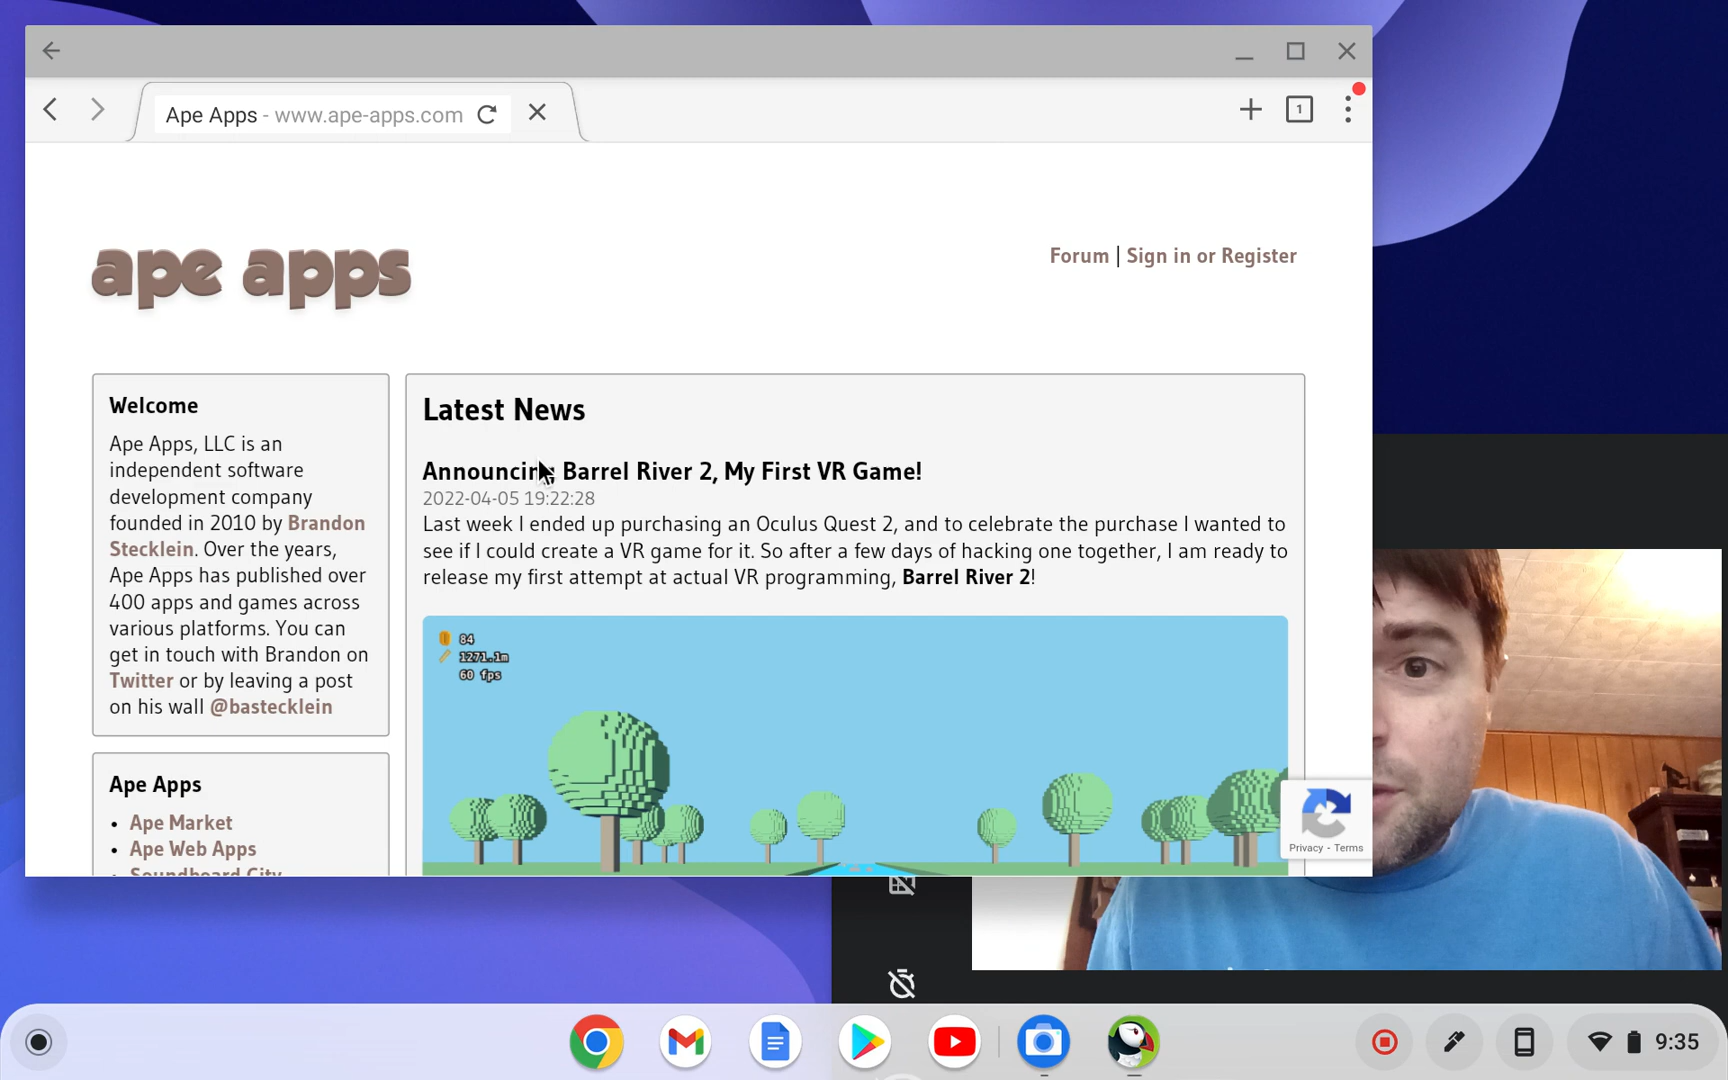 Ape Apps - www.ape-apps.com
1
ape apps
Forum | Sign in or Register
Welcome
Ape Apps, LLC is an
independent software
development company
founded in 2010 by Brandon
Stecklein. Over the years,
Ape Apps has published over
400 apps and games across
various platforms. You can
get in touch with Brandon on
Twitter or by leaving a post
on his wall @bastecklein
Ape Apps
• Ape Market
• Ape Web Apps
• Soundboard City
Latest News
Announcing Barrel River 2, My First VR Game!
2022-04-05 19:22:28
Last week I ended up purchasing an Oculus Quest 2, and to celebrate the purchase I wanted to
see if I could create a VR game for it. So after a few days of hacking one together, I am ready to
release my first attempt at actual VR programming, Barrel River 2!
84
1271.1m
60 fps
Privacy - Terms
9:35